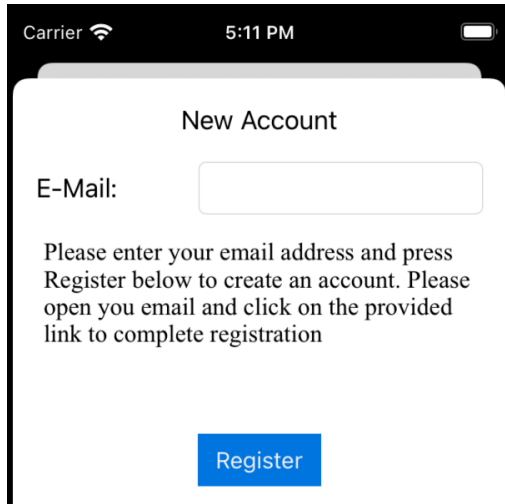 Carrier
5:11 PM
New Account
E-Mail:
Please enter your email address and press
Register below to create an account. Please
open you email and click on the provided
link to complete registration
Register